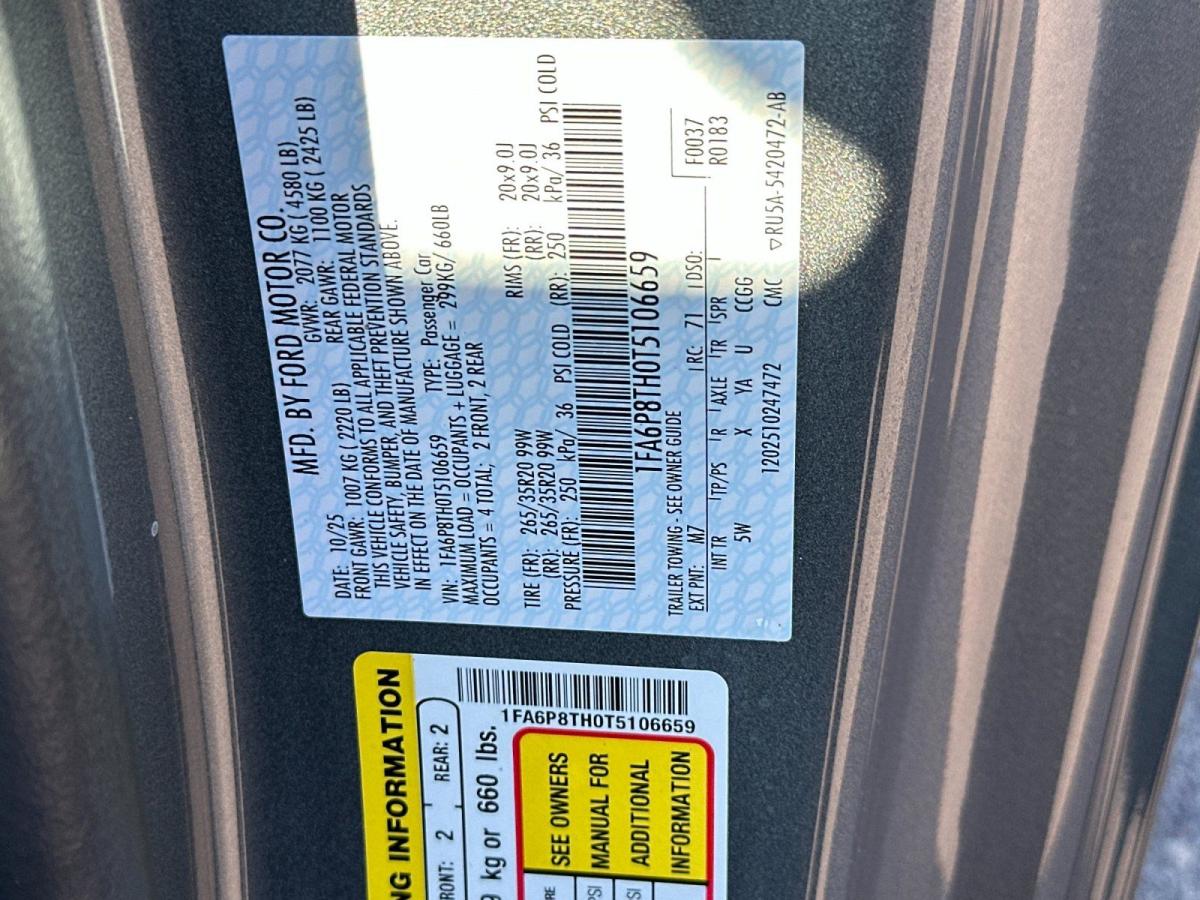 MFD. BY FORD MOTOR CO.
DATE: 10/25 GVWR: 2077 KG ( 4580 LB)
FRONT GAWR: 1007 KG ( 2220 LB) REAR GAWR: 1100 KG ( 2425 LB)
THIS VEHICLE CONFORMS TO ALL APPLICABLE FEDERAL MOTOR
VEHICLE SAFETY, BUMPER, AND THEFT PREVENTION STANDARDS
IN EFFECT ON THE DATE OF MANUFACTURE SHOWN ABOVE.
VIN: 1FA6P8TH0T5106659 TYPE: Passenger Car
MAXIMUM LOAD = OCCUPANTS + LUGGAGE = 299KG/ 660LB
OCCUPANTS = 4 TOTAL; 2 FRONT, 2 REAR
TIRE (FR): 265/35R20 99W RIMS (FR): 20x9.0J
(RR): 265/35R20 99W (RR): 20x9.0J
PRESSURE (FR): 250 kPa/ 36 PSI COLD (RR): 250 kPa/ 36 PSI COLD
1FA6P8TH0T5106659
TRAILER TOWING - SEE OWNER GUIDE
EXT PNT: M7 RC: 71 DSO: F0037
R0183
INT TR TP/PS R AXLE TR SPR
5W X YA U CCGG
1202510247472 CMC ▽RU5A-5420472-AB
NG INFORMATION
RONT: 2 REAR: 2
kg or 660 lbs.
1FA6P8TH0T5106659
SEE OWNERS
MANUAL FOR
ADDITIONAL
INFORMATION